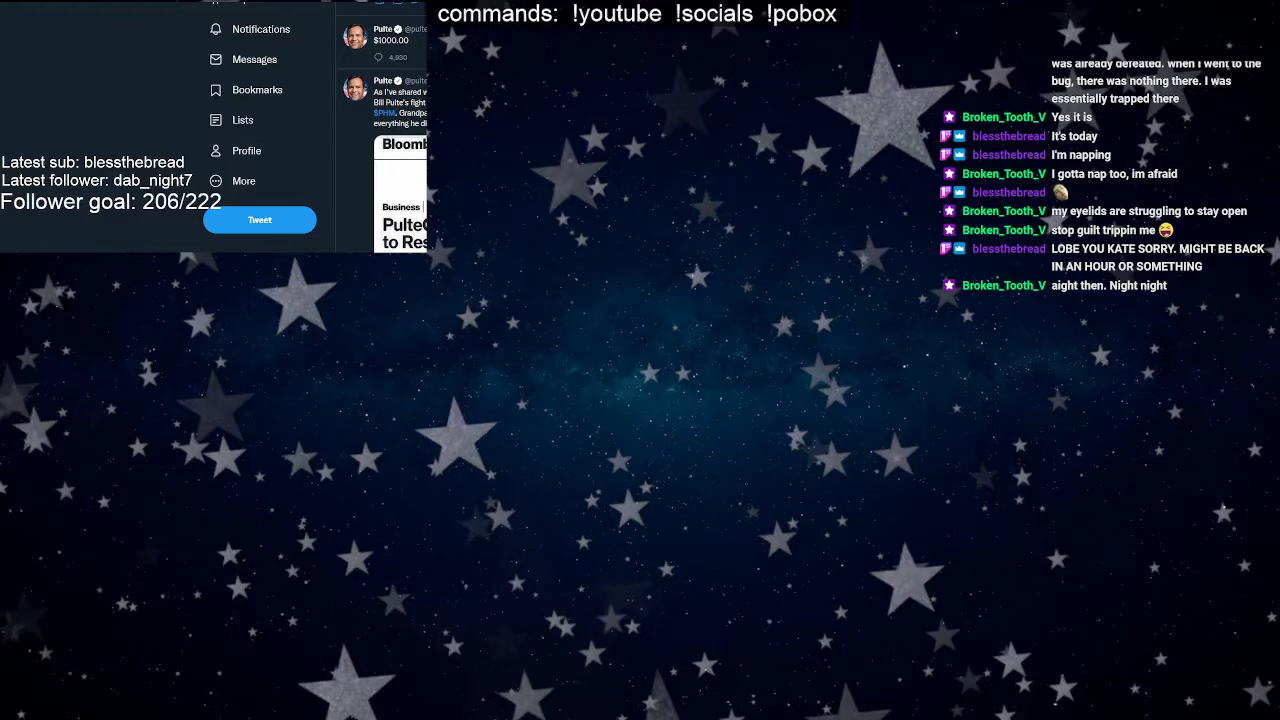 commands: !youtube !socials !pobox
Notifications
Messages
Bookmarks
Lists
Profile
More
Tweet
Pulte @pulte
$1000.00
4,930
Pulte @pulte
As I've shared w
Bill Pulte's fight
$PHM. Grandpa
everything he di
Bloomb
Business
PulteG
to Res
Latest sub: blessthebread
Latest follower: dab_night7
Follower goal: 206/222
was already defeated. when I went to the
bug, there was nothing there. I was
essentially trapped there
Broken_Tooth_V Yes it is
blessthebread It's today
blessthebread I'm napping
Broken_Tooth_V I gotta nap too, im afraid
blessthebread
Broken_Tooth_V my eyelids are struggling to stay open
Broken_Tooth_V stop guilt trippin me 😆
blessthebread LOBE YOU KATE SORRY. MIGHT BE BACK
IN AN HOUR OR SOMETHING
Broken_Tooth_V aight then. Night night